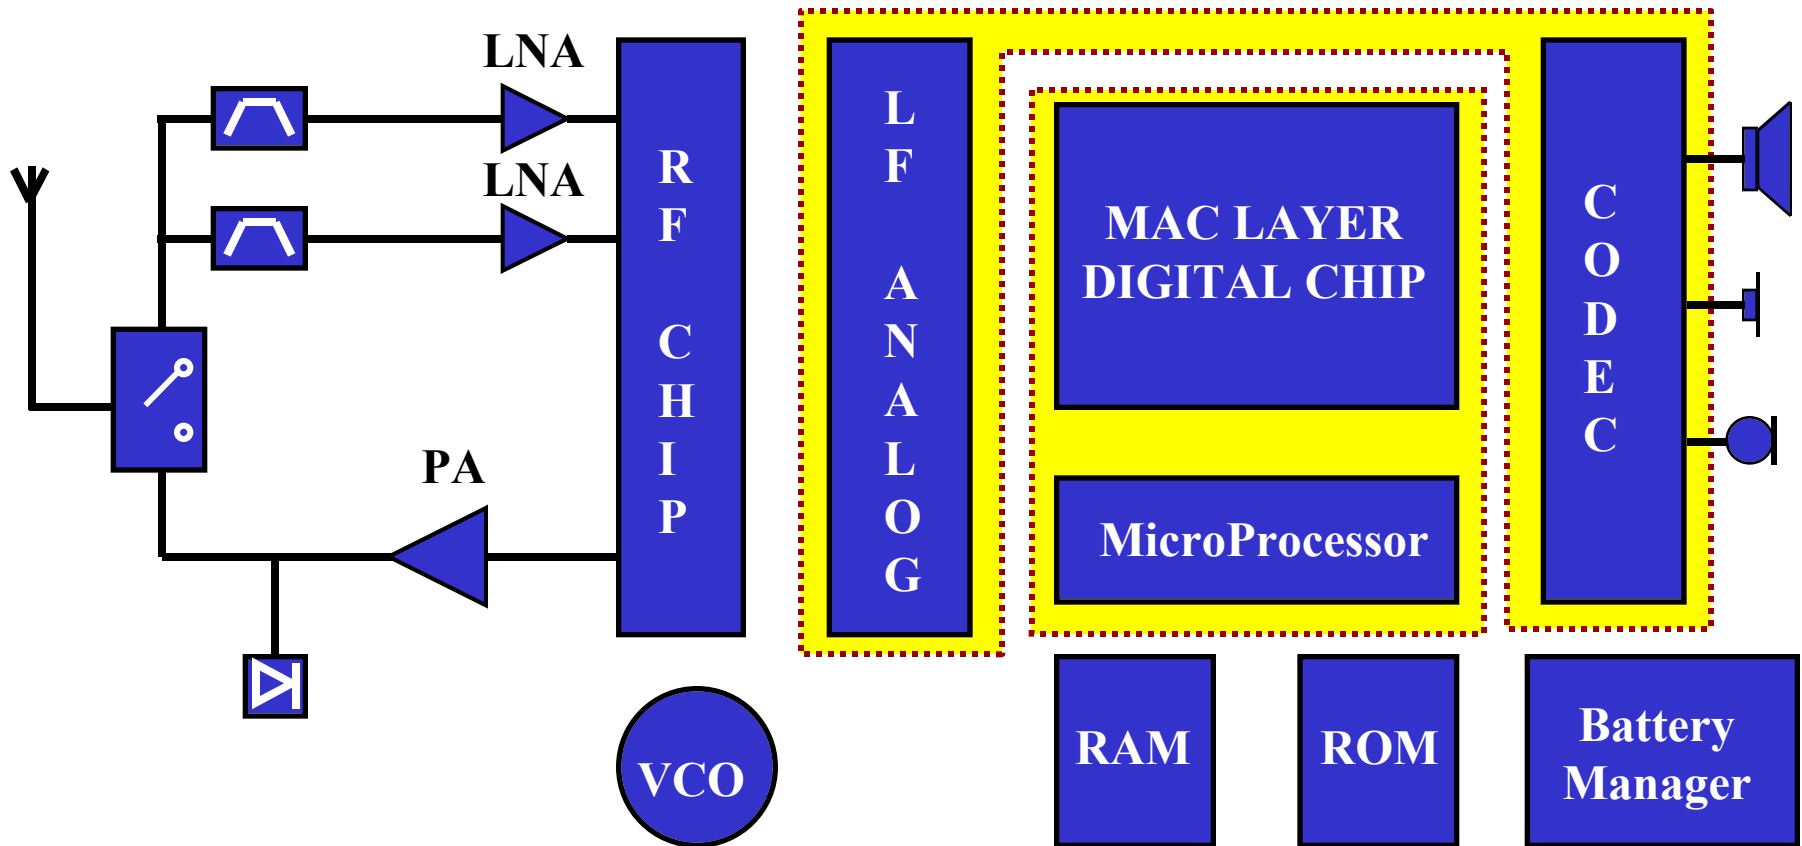 LNA
LNA
PA
RF CHIP
VCO
LF ANALOG
MAC LAYER
DIGITAL CHIP
MicroProcessor
CODEC
RAM
ROM
Battery
Manager